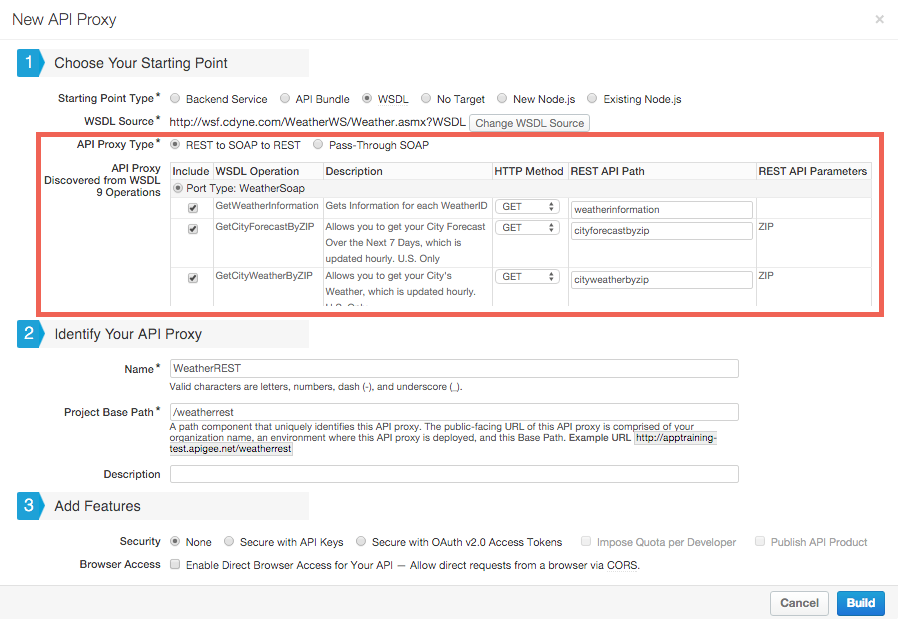 New API Proxy ×
1 Choose Your Starting Point
Starting Point Type* Backend Service API Bundle WSDL No Target New Node.js Existing Node.js
WSDL Source* http://wsf.cdyne.com/WeatherWS/Weather.asmx?WSDL Change WSDL Source
API Proxy Type* REST to SOAP to REST Pass-Through SOAP
API Proxy
Discovered from WSDL
9 Operations
Include WSDL Operation Description HTTP Method REST API Path REST API Parameters
Port Type: WeatherSoap
GetWeatherInformation Gets Information for each WeatherID GET weatherinformation
GetCityForecastByZIP Allows you to get your City Forecast GET cityforecastbyzip ZIP
Over the Next 7 Days, which is
updated hourly. U.S. Only
GetCityWeatherByZIP Allows you to get your City's GET cityweatherbyzip ZIP
Weather, which is updated hourly.
U.S. Only
2 Identify Your API Proxy
Name* WeatherREST
Valid characters are letters, numbers, dash (-), and underscore (_).
Project Base Path* /weatherrest
A path component that uniquely identifies this API proxy. The public-facing URL of this API proxy is comprised of your
organization name, an environment where this API proxy is deployed, and this Base Path. Example URL http://apptraining-
test.apigee.net/weatherrest
Description
3 Add Features
Security None Secure with API Keys Secure with OAuth v2.0 Access Tokens Impose Quota per Developer Publish API Product
Browser Access Enable Direct Browser Access for Your API — Allow direct requests from a browser via CORS.
Cancel Build